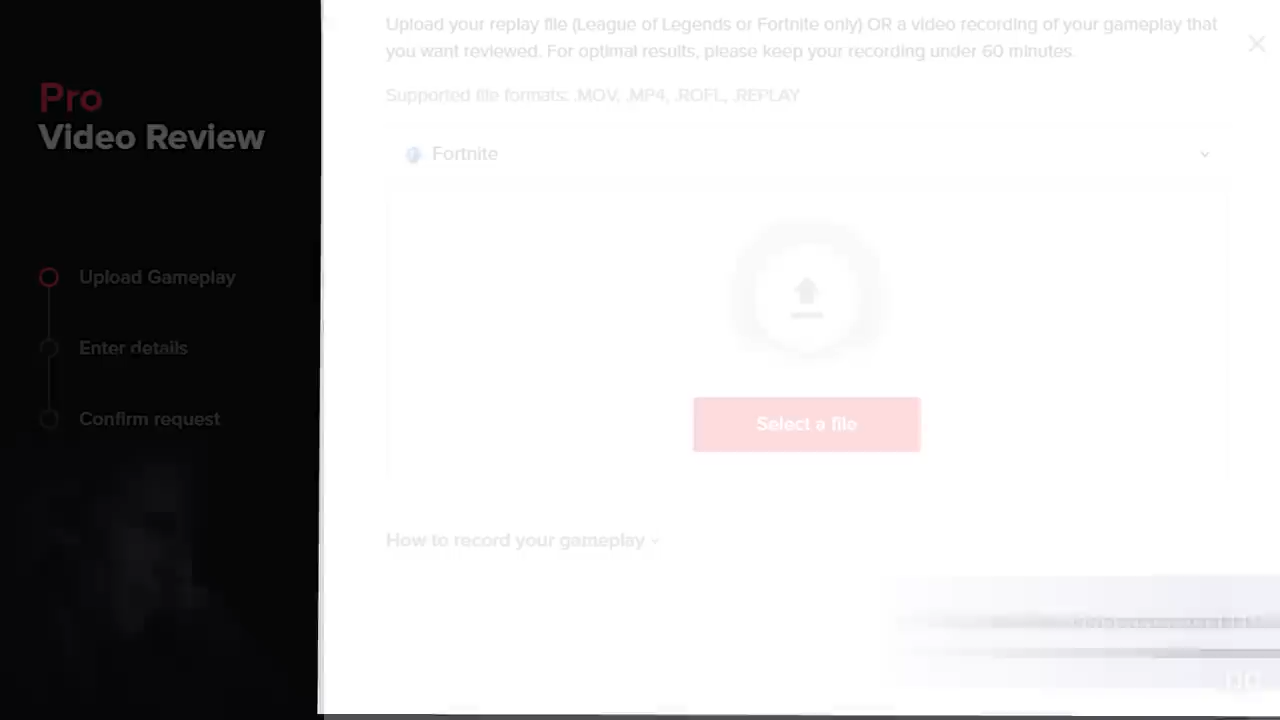 Pro
Video Review
Upload Gameplay
Enter details
Confirm request
Upload your replay file (League of Legends or Fortnite only) OR a video recording of your gameplay that
you want reviewed. For optimal results, please keep your recording under 60 minutes.
Supported file formats: .MOV, .MP4, .ROFL, .REPLAY
Fortnite
Select a file
How to record your gameplay